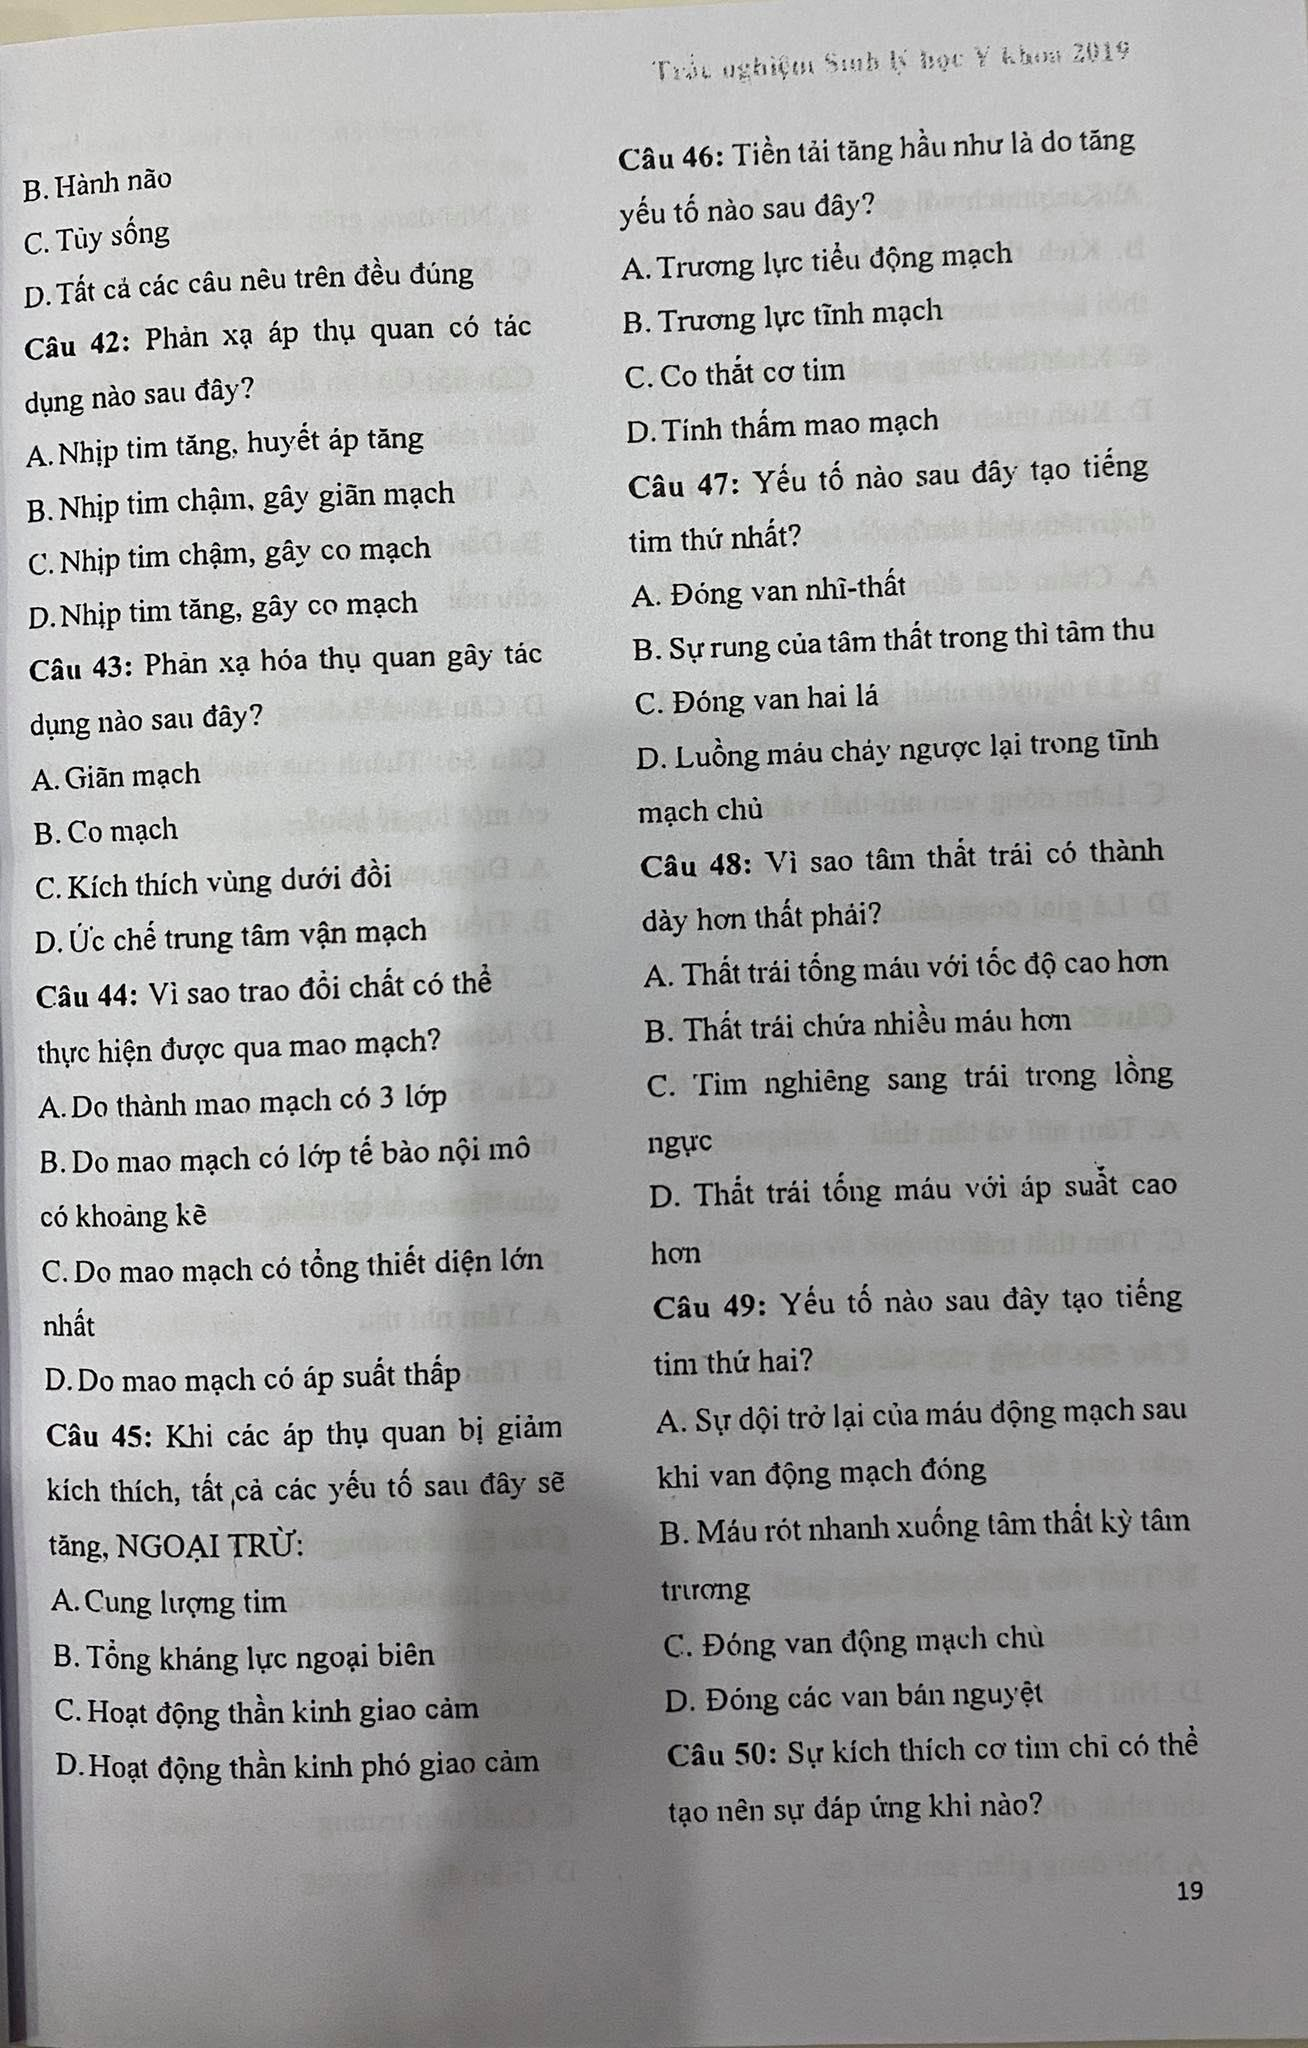 Trắc nghiệm Sinh lý học Y khoa 2019
B. Hành não
C. Tủy sống
D. Tất cả các câu nêu trên đều đúng
Câu 42: Phản xạ áp thụ quan có tác
dụng nào sau đây?
A. Nhịp tim tăng, huyết áp tăng
B. Nhịp tim chậm, gây giãn mạch
C. Nhịp tim chậm, gây co mạch
D. Nhịp tim tăng, gây co mạch
Câu 43: Phản xạ hóa thụ quan gây tác
dụng nào sau đây?
A. Giãn mạch
B. Co mạch
C. Kích thích vùng dưới đồi
D. Ức chế trung tâm vận mạch
Câu 44: Vì sao trao đổi chất có thể
thực hiện được qua mao mạch?
A. Do thành mao mạch có 3 lớp
B. Do mao mạch có lớp tế bào nội mô
có khoảng kẽ
C. Do mao mạch có tổng thiết diện lớn
nhất
D. Do mao mạch có áp suất thấp
Câu 45: Khi các áp thụ quan bị giảm
kích thích, tất cả các yếu tố sau đây sẽ
tăng, NGOẠI TRỪ:
A. Cung lượng tim
B. Tổng kháng lực ngoại biên
C. Hoạt động thần kinh giao cảm
D. Hoạt động thần kinh phó giao cảm
Câu 46: Tiền tải tăng hầu như là do tăng
yếu tố nào sau đây?
A. Trương lực tiểu động mạch
B. Trương lực tĩnh mạch
C. Co thắt cơ tim
D. Tính thấm mao mạch
Câu 47: Yếu tố nào sau đây tạo tiếng
tim thứ nhất?
A. Đóng van nhĩ-thất
B. Sự rung của tâm thất trong thì tâm thu
C. Đóng van hai lá
D. Luồng máu chảy ngược lại trong tĩnh
mạch chủ
Câu 48: Vì sao tâm thất trái có thành
dày hơn thất phải?
A. Thất trái tống máu với tốc độ cao hơn
B. Thất trái chứa nhiều máu hơn
C. Tim nghiêng sang trái trong lồng
ngực
D. Thất trái tống máu với áp suất cao
hơn
Câu 49: Yếu tố nào sau đây tạo tiếng
tim thứ hai?
A. Sự dội trở lại của máu động mạch sau
khi van động mạch đóng
B. Máu rót nhanh xuống tâm thất kỳ tâm
trương
C. Đóng van động mạch chủ
D. Đóng các van bán nguyệt
Câu 50: Sự kích thích cơ tim chỉ có thể
tạo nên sự đáp ứng khi nào?
19